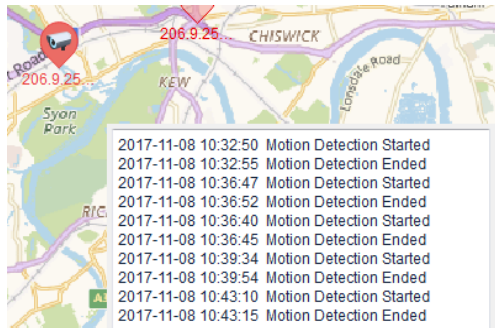 206.9.25...
CHISWICK
Road
206.9.25...
KEW
Lonsdale Road
Syon
Park
2017-11-08 10:32:50 Motion Detection Started
2017-11-08 10:32:55 Motion Detection Ended
2017-11-08 10:36:47 Motion Detection Started
2017-11-08 10:36:52 Motion Detection Ended
RIC
2017-11-08 10:36:40 Motion Detection Started
2017-11-08 10:36:45 Motion Detection Ended
2017-11-08 10:39:34 Motion Detection Started
2017-11-08 10:39:54 Motion Detection Ended
2017-11-08 10:43:10 Motion Detection Started
2017-11-08 10:43:15 Motion Detection Ended